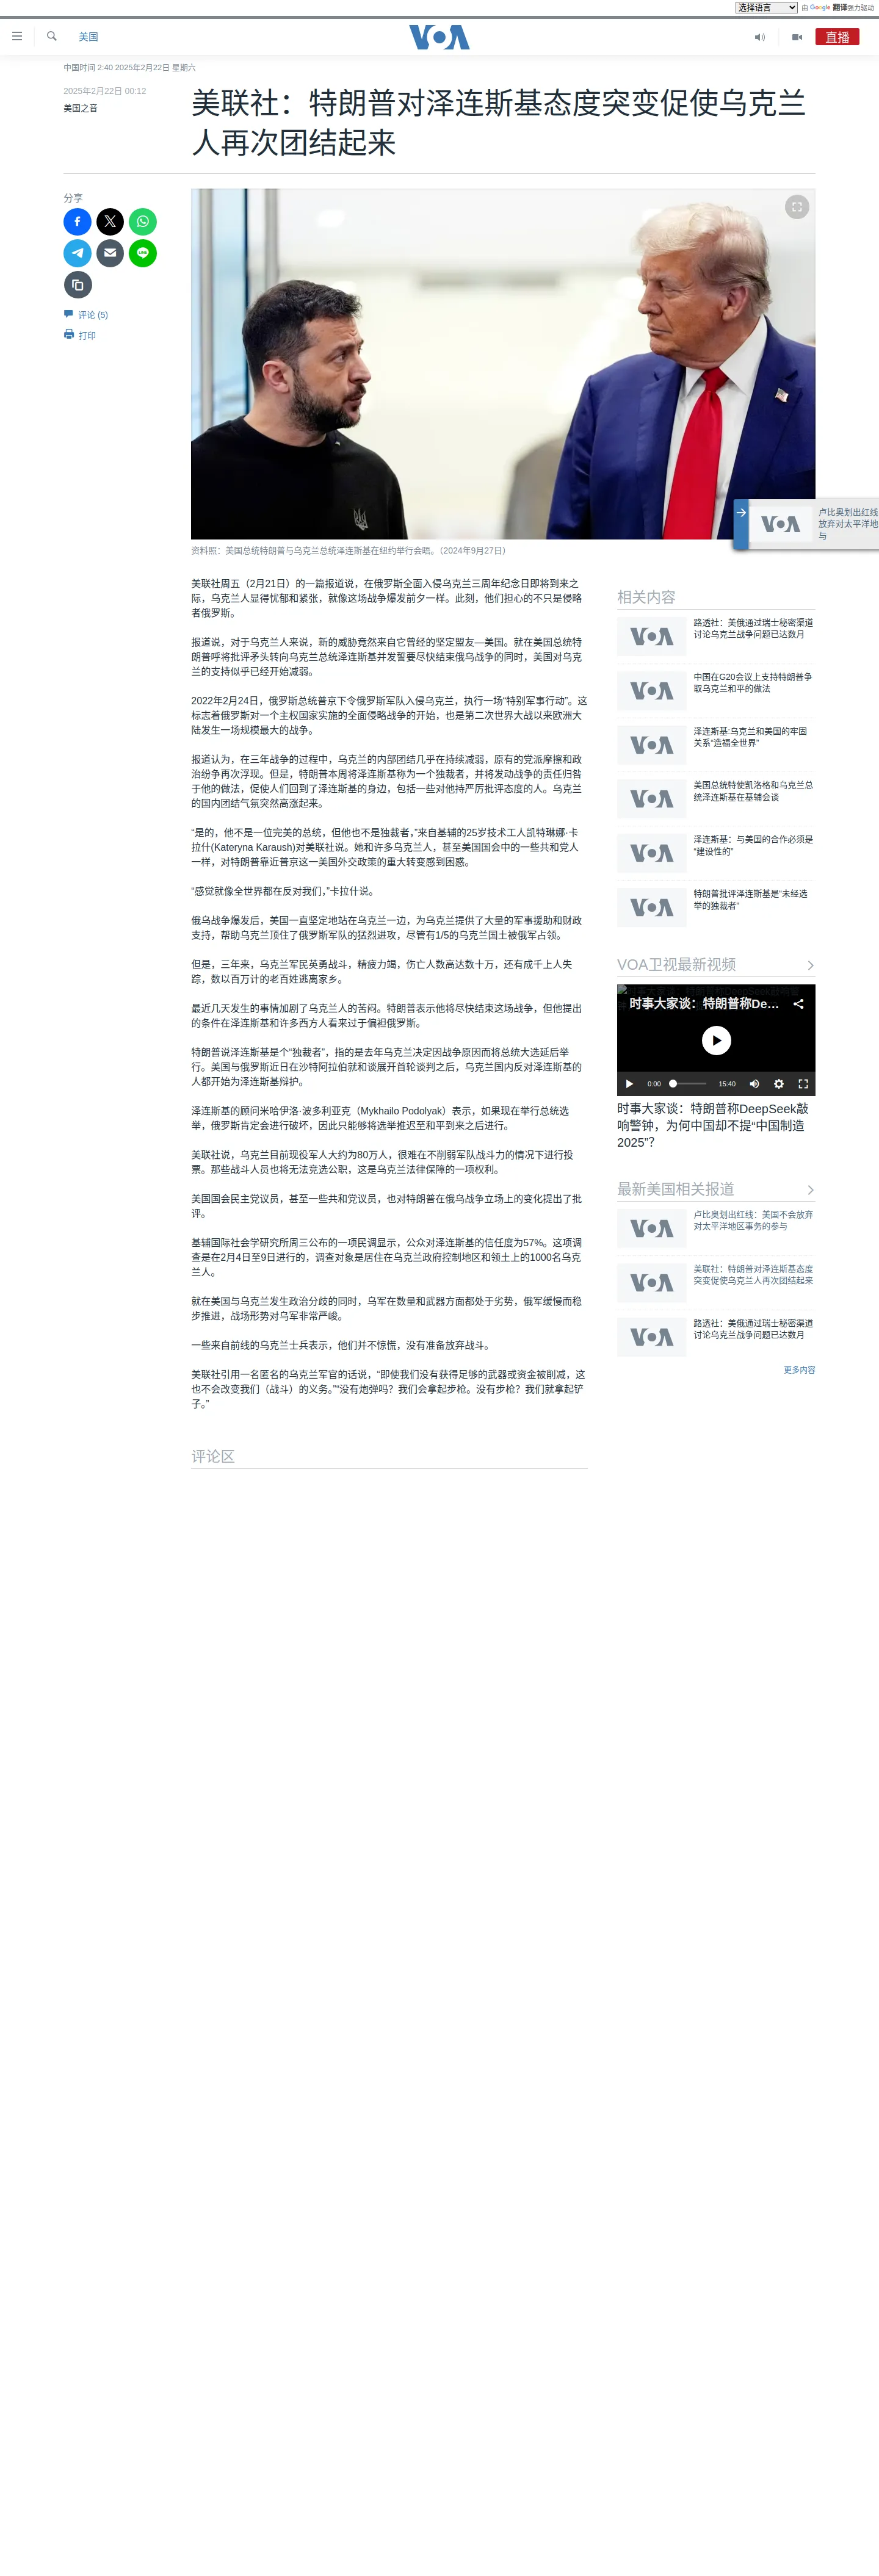 选择语言
由 Google 翻译强力驱动
美国
VOA
直播
中国时间 2:40 2025年2月22日 星期六
2025年2月22日 00:12
美国之音
美联社：特朗普对泽连斯基态度突变促使乌克兰
人再次团结起来
分享
评论 (5)
打印
卢比奥划出红线
放弃对太平洋地
与
VOA
资料照：美国总统特朗普与乌克兰总统泽连斯基在纽约举行会晤。（2024年9月27日）
美联社周五（2月21日）的一篇报道说，在俄罗斯全面入侵乌克兰三周年纪念日即将到来之
际，乌克兰人显得忧郁和紧张，就像这场战争爆发前夕一样。此刻，他们担心的不只是侵略
者俄罗斯。
报道说，对于乌克兰人来说，新的威胁竟然来自它曾经的坚定盟友—美国。就在美国总统特
朗普呼将批评矛头转向乌克兰总统泽连斯基并发誓要尽快结束俄乌战争的同时，美国对乌克
兰的支持似乎已经开始减弱。
2022年2月24日，俄罗斯总统普京下令俄罗斯军队入侵乌克兰，执行一场“特别军事行动”。这
标志着俄罗斯对一个主权国家实施的全面侵略战争的开始，也是第二次世界大战以来欧洲大
陆发生一场规模最大的战争。
报道认为，在三年战争的过程中，乌克兰的内部团结几乎在持续减弱，原有的党派摩擦和政
治纷争再次浮现。但是，特朗普本周将泽连斯基称为一个独裁者，并将发动战争的责任归咎
于他的做法，促使人们回到了泽连斯基的身边，包括一些对他持严厉批评态度的人。乌克兰
的国内团结气氛突然高涨起来。
“是的，他不是一位完美的总统，但他也不是独裁者，”来自基辅的25岁技术工人凯特琳娜·卡
拉什(Kateryna Karaush)对美联社说。她和许多乌克兰人，甚至美国国会中的一些共和党人
一样，对特朗普靠近普京这一美国外交政策的重大转变感到困惑。
“感觉就像全世界都在反对我们，”卡拉什说。
俄乌战争爆发后，美国一直坚定地站在乌克兰一边，为乌克兰提供了大量的军事援助和财政
支持，帮助乌克兰顶住了俄罗斯军队的猛烈进攻，尽管有1/5的乌克兰国土被俄军占领。
但是，三年来，乌克兰军民英勇战斗，精疲力竭，伤亡人数高达数十万，还有成千上人失
踪，数以百万计的老百姓逃离家乡。
最近几天发生的事情加剧了乌克兰人的苦闷。特朗普表示他将尽快结束这场战争，但他提出
的条件在泽连斯基和许多西方人看来过于偏袒俄罗斯。
特朗普说泽连斯基是个“独裁者”，指的是去年乌克兰决定因战争原因而将总统大选延后举
行。美国与俄罗斯近日在沙特阿拉伯就和谈展开首轮谈判之后，乌克兰国内反对泽连斯基的
人都开始为泽连斯基辩护。
泽连斯基的顾问米哈伊洛·波多利亚克（Mykhailo Podolyak）表示，如果现在举行总统选
举，俄罗斯肯定会进行破坏，因此只能够将选举推迟至和平到来之后进行。
美联社说，乌克兰目前现役军人大约为80万人，很难在不削弱军队战斗力的情况下进行投
票。那些战斗人员也将无法竞选公职，这是乌克兰法律保障的一项权利。
美国国会民主党议员，甚至一些共和党议员，也对特朗普在俄乌战争立场上的变化提出了批
评。
基辅国际社会学研究所周三公布的一项民调显示，公众对泽连斯基的信任度为57%。这项调
查是在2月4日至9日进行的，调查对象是居住在乌克兰政府控制地区和领土上的1000名乌克
兰人。
就在美国与乌克兰发生政治分歧的同时，乌军在数量和武器方面都处于劣势，俄军缓慢而稳
步推进，战场形势对乌军非常严峻。
一些来自前线的乌克兰士兵表示，他们并不惊慌，没有准备放弃战斗。
美联社引用一名匿名的乌克兰军官的话说，“即使我们没有获得足够的武器或资金被削减，这
也不会改变我们（战斗）的义务。”“没有炮弹吗？我们会拿起步枪。没有步枪？我们就拿起铲
子。”
评论区
相关内容
VOA
路透社：美俄通过瑞士秘密渠道
讨论乌克兰战争问题已达数月
VOA
中国在G20会议上支持特朗普争
取乌克兰和平的做法
VOA
泽连斯基:乌克兰和美国的牢固
关系“造福全世界”
VOA
美国总统特使凯洛格和乌克兰总
统泽连斯基在基辅会谈
VOA
泽连斯基：与美国的合作必须是
“建设性的”
VOA
特朗普批评泽连斯基是“未经选
举的独裁者”
VOA卫视最新视频
时事大家谈：特朗普称De...
0:00
15:40
时事大家谈：特朗普称DeepSeek敲
响警钟，为何中国却不提“中国制造
2025”？
最新美国相关报道
VOA
卢比奥划出红线：美国不会放弃
对太平洋地区事务的参与
VOA
美联社：特朗普对泽连斯基态度
突变促使乌克兰人再次团结起来
VOA
路透社：美俄通过瑞士秘密渠道
讨论乌克兰战争问题已达数月
更多内容